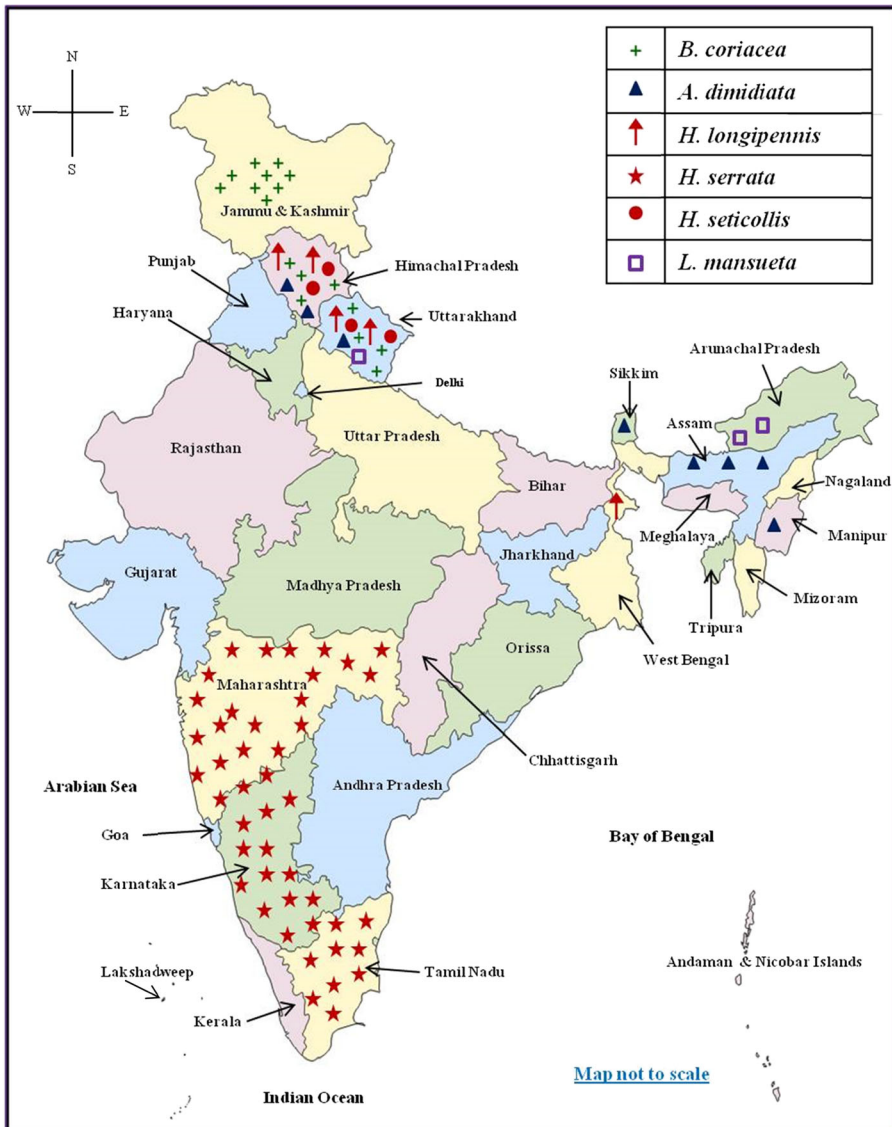 N
W
E
S
B. coriacea
A. dimidiata
H. longipennis
H. serrata
H. seticollis
L. mansueta
Jammu & Kashmir
Punjab
Himachal Pradesh
Haryana
Uttarakhand
Arunachal Pradesh
Sikkim
Delki
Assam
Uttar Pradesh
Rajasthan
Bihar
Nagaland
Meghalaya
Manipur
Jharkhand
Gujarat
Madhya Pradesh
Mizoram
Tripura
Orissa
West Bengal
Maharashtra
Chhattisgarh
Arabian Sea
Andhra Pradesh
Goa
Bay of Bengal
Karnataka
Lakshadweep
Tamil Nadu
Andaman & Nicobar Islands
Kerala
Map not to scale
Indian Ocean